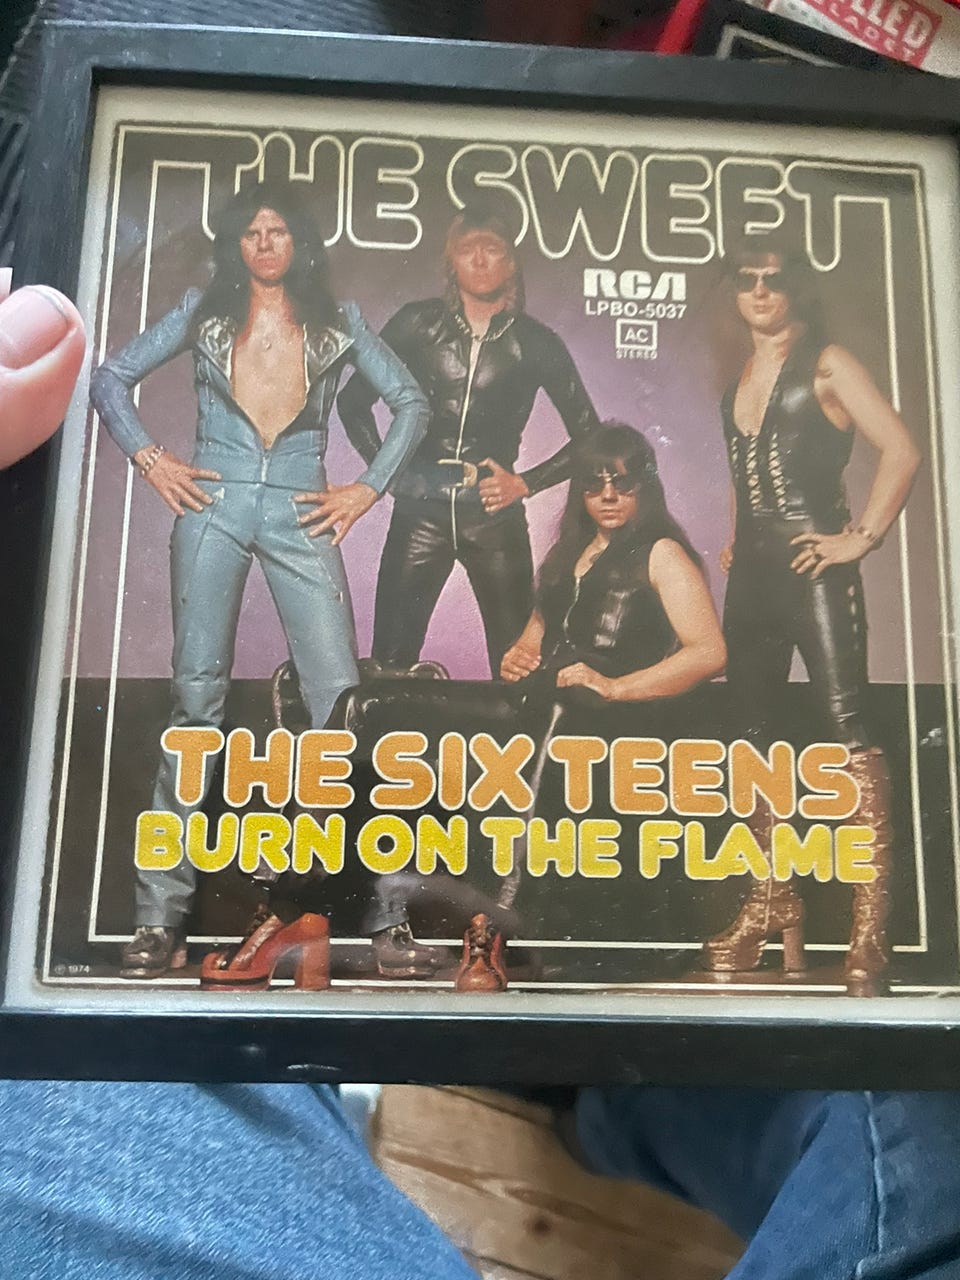 THE SWEET
RCA
LPBO-5037
AC
STEREO
THE SIX TEENS
BURN ON THE FLAME
℗ 1974